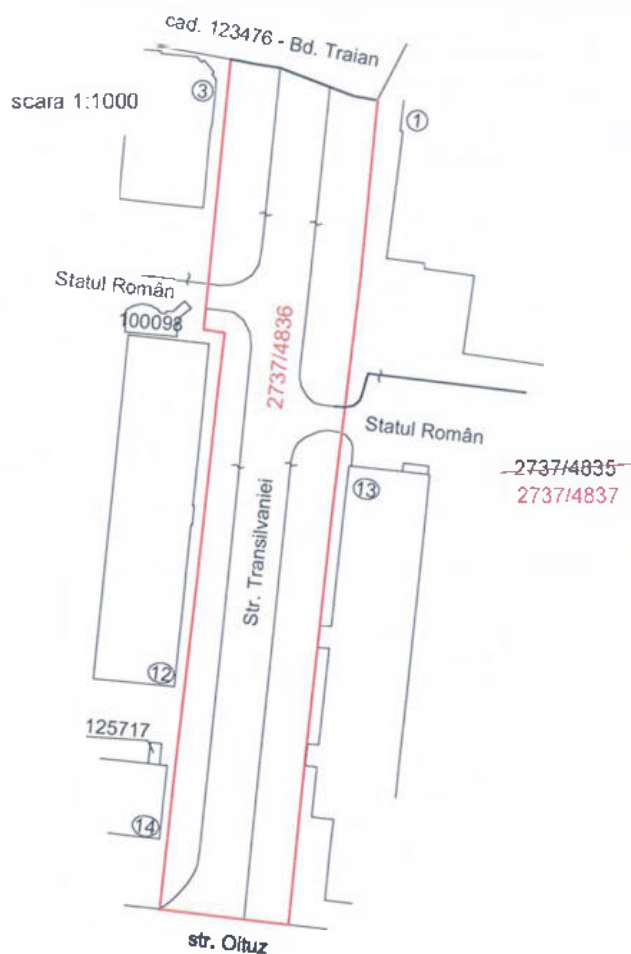 cad. 123476 - Bd. Traian
scara 1:1000
3
1
Statul Român
100098
2737/4836
Statul Român
2737/4835
2737/4837
13
Str. Transilvaniei
12
125717
14
str. Oituz